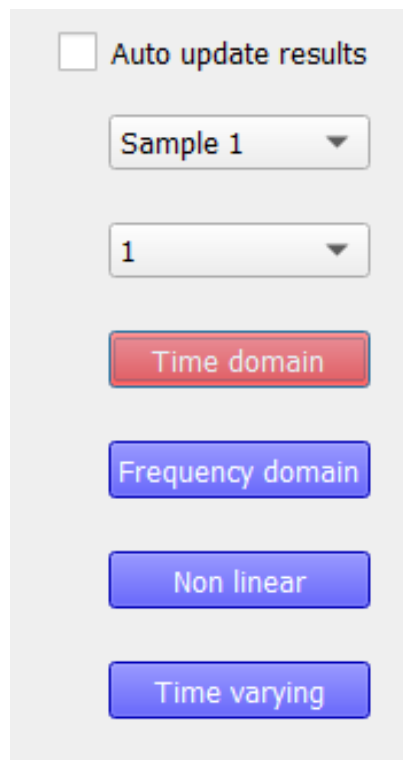 Auto update results
Sample 1
1
Time domain
Frequency domain
Non linear
Time varying